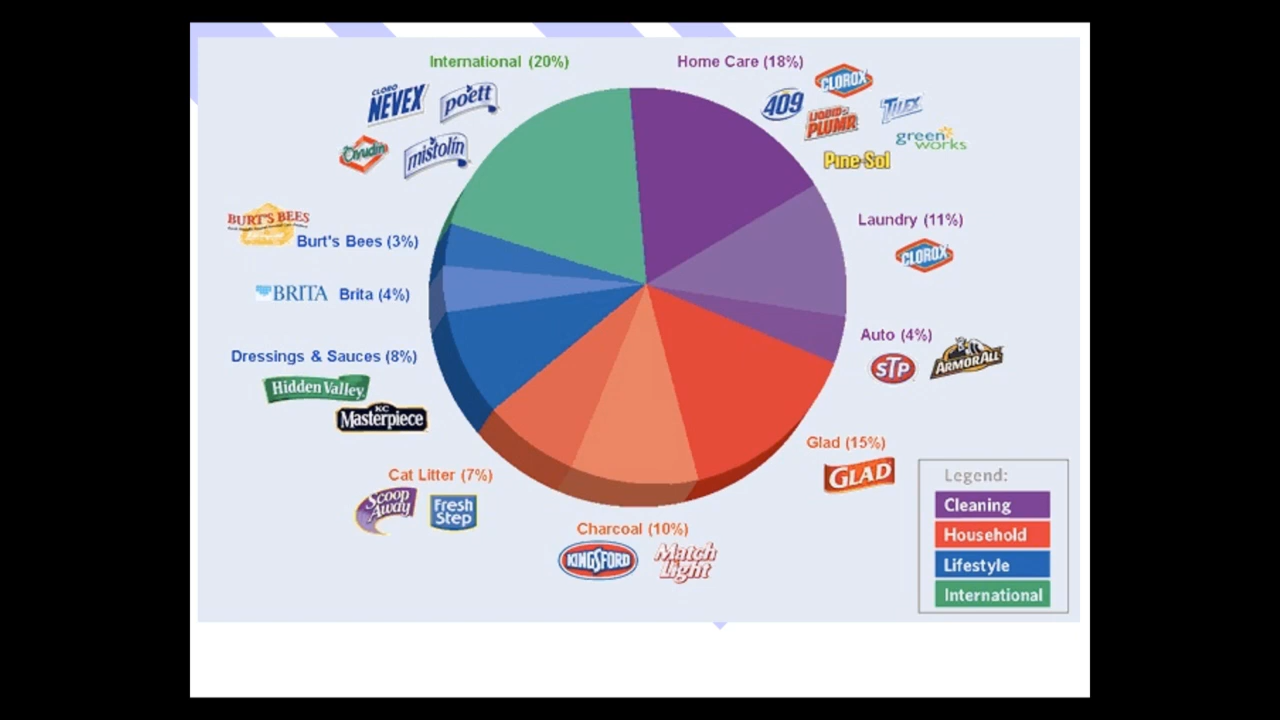 International (20%)
CLORO
NEVEX
poett
Ayudin
mistolin
Home Care (18%)
CLOROX
409
LIQUID-
PLUMR
TILEX
green
works
Pine-Sol
Laundry (11%)
CLOROX
Auto (4%)
STP
ARMORALL
Glad (15%)
GLAD
Charcoal (10%)
KINGSFORD
Match
Light
Cat Litter (7%)
Scoop
Away
Fresh
Step
Dressings & Sauces (8%)
Hidden Valley
KC
Masterpiece
BRITA
Brita (4%)
BURT'S BEES
Burt's Bees (3%)
Legend:
Cleaning
Household
Lifestyle
International